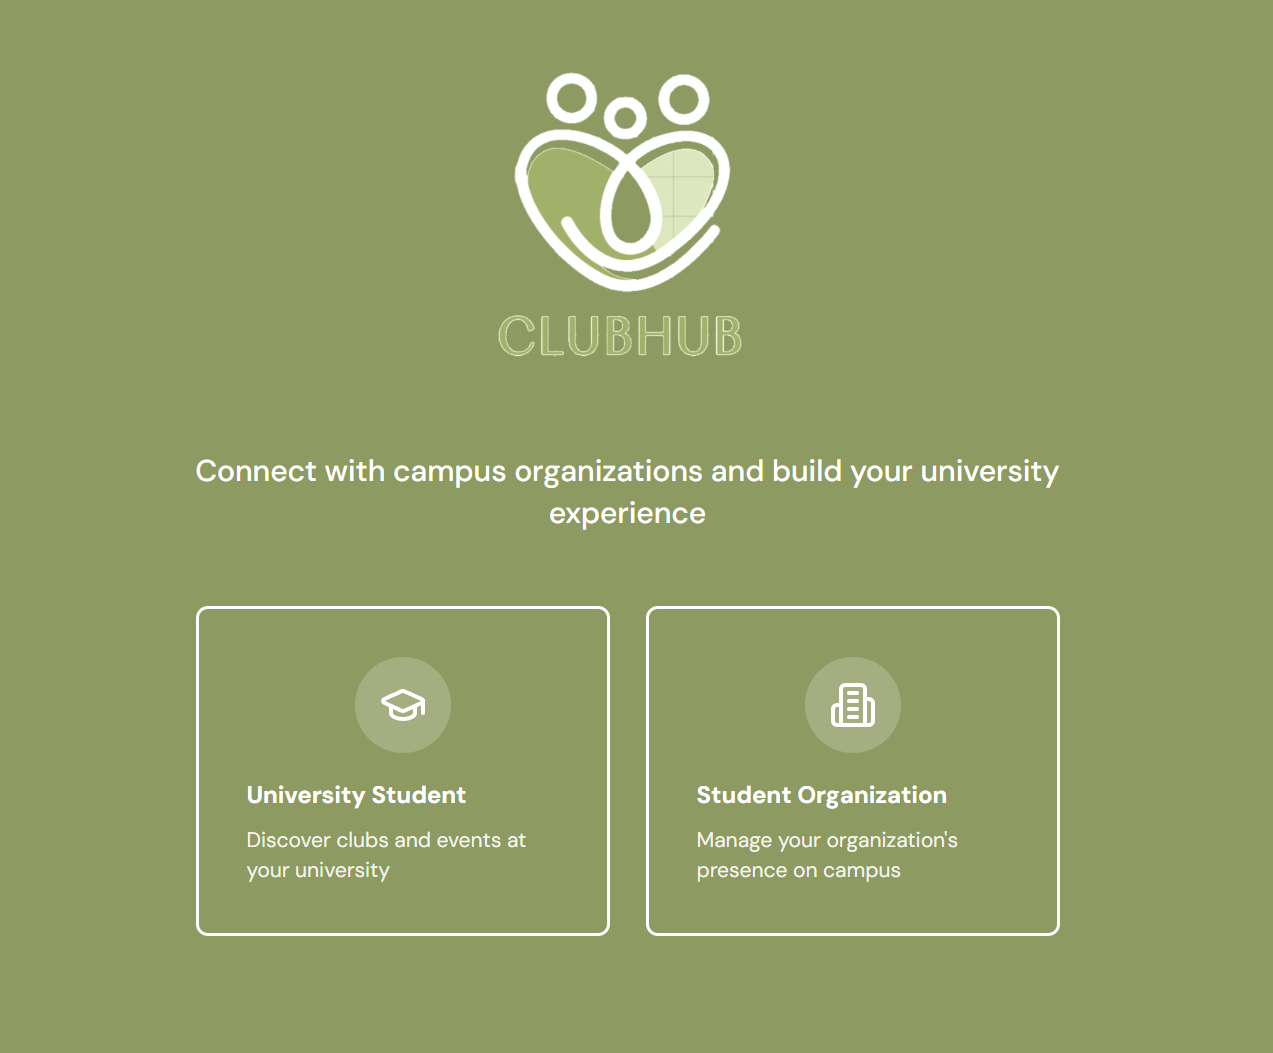 CLUBHUB
Connect with campus organizations and build your university
experience
University Student
Discover clubs and events at
your university
Student Organization
Manage your organization's
presence on campus